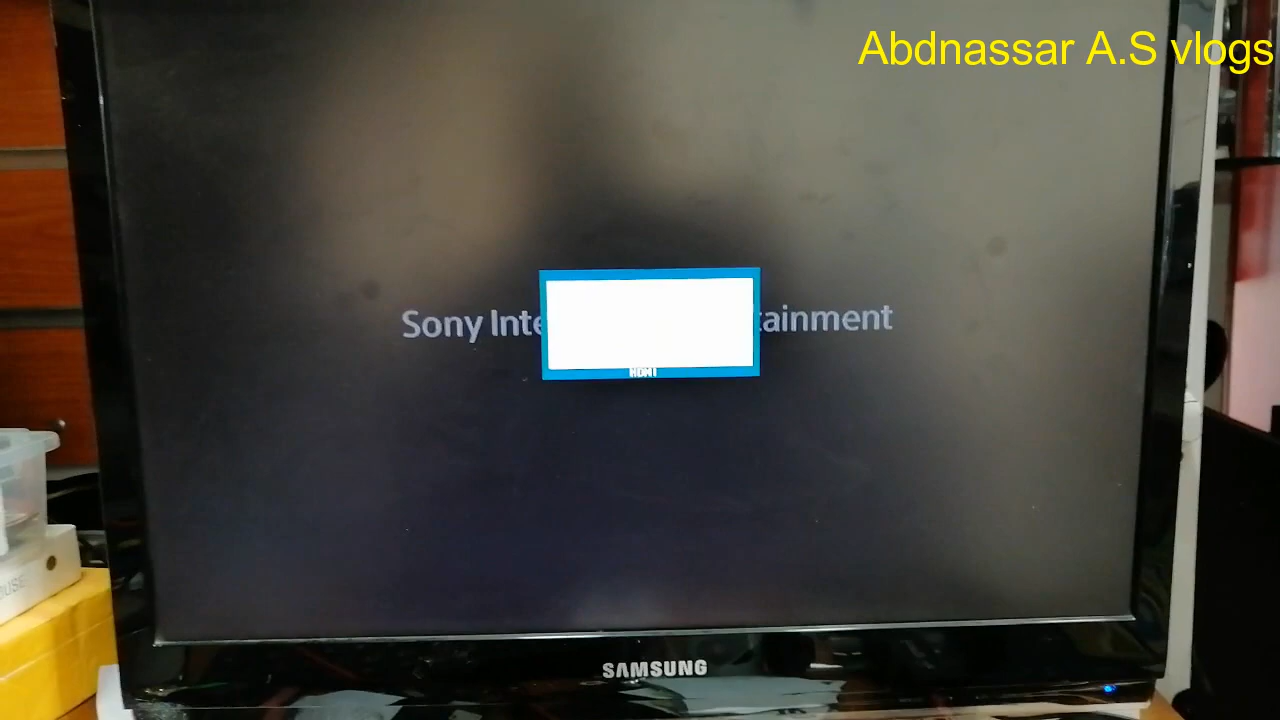 Abdnassar A.S vlogs
Sony Inte
tainment
HDMI
SAMSUNG